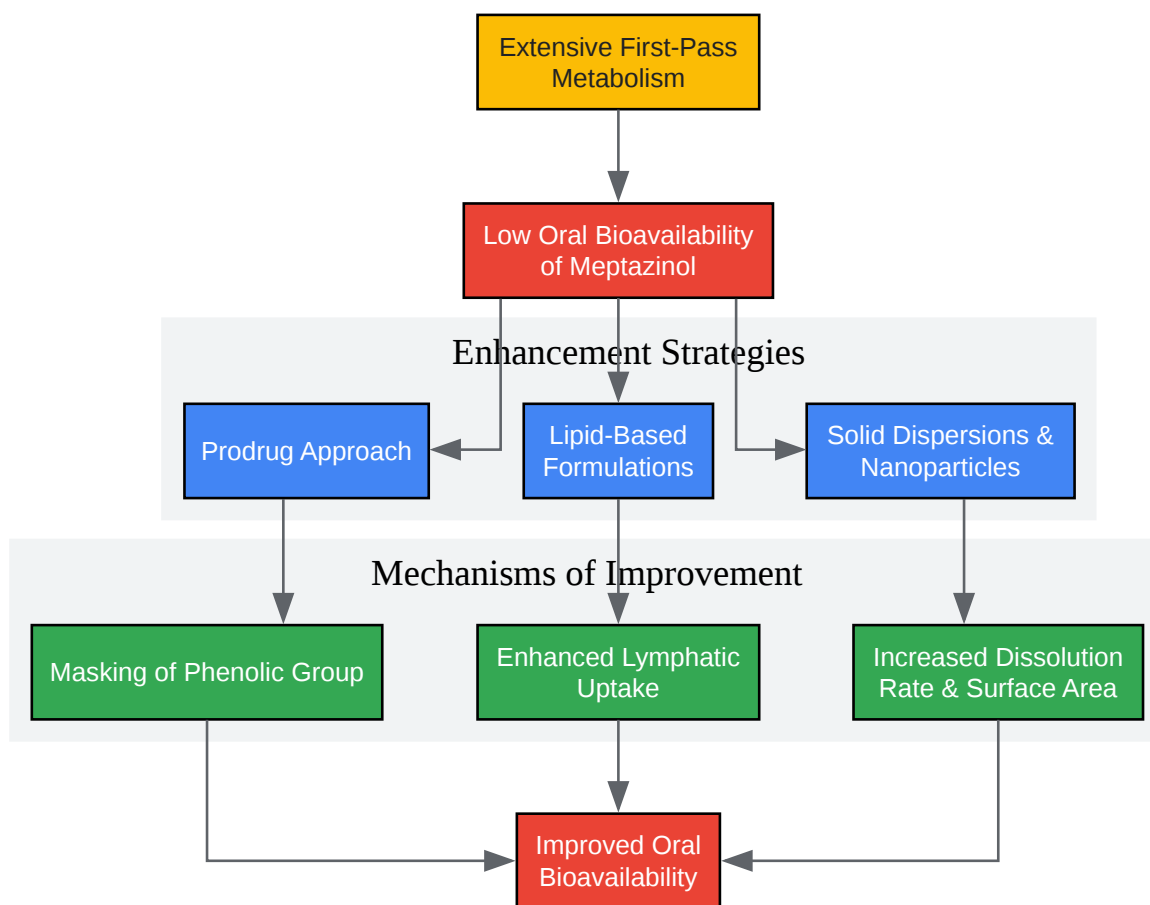 Extensive First-Pass
Metabolism
Low Oral Bioavailability
of Meptazinol
Enhancement Strategies
Prodrug Approach
Lipid-Based
Formulations
Solid Dispersions &
Nanoparticles
Mechanisms of Improvement
Masking of Phenolic Group
Enhanced Lymphatic
Uptake
Increased Dissolution
Rate & Surface Area
Improved Oral
Bioavailability